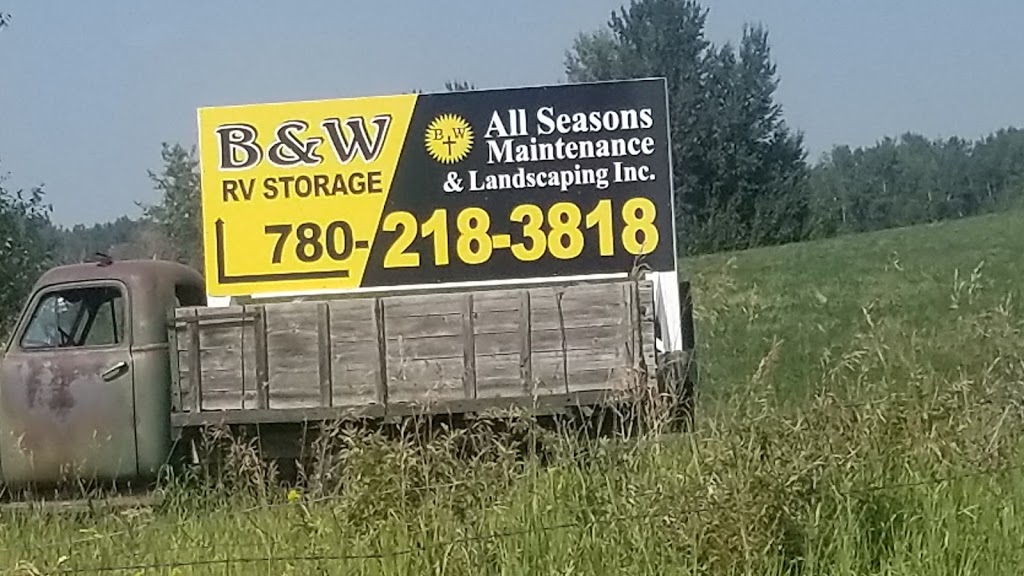 B&W
RV STORAGE
B W
All Seasons
Maintenance
& Landscaping Inc.
780-218-3818